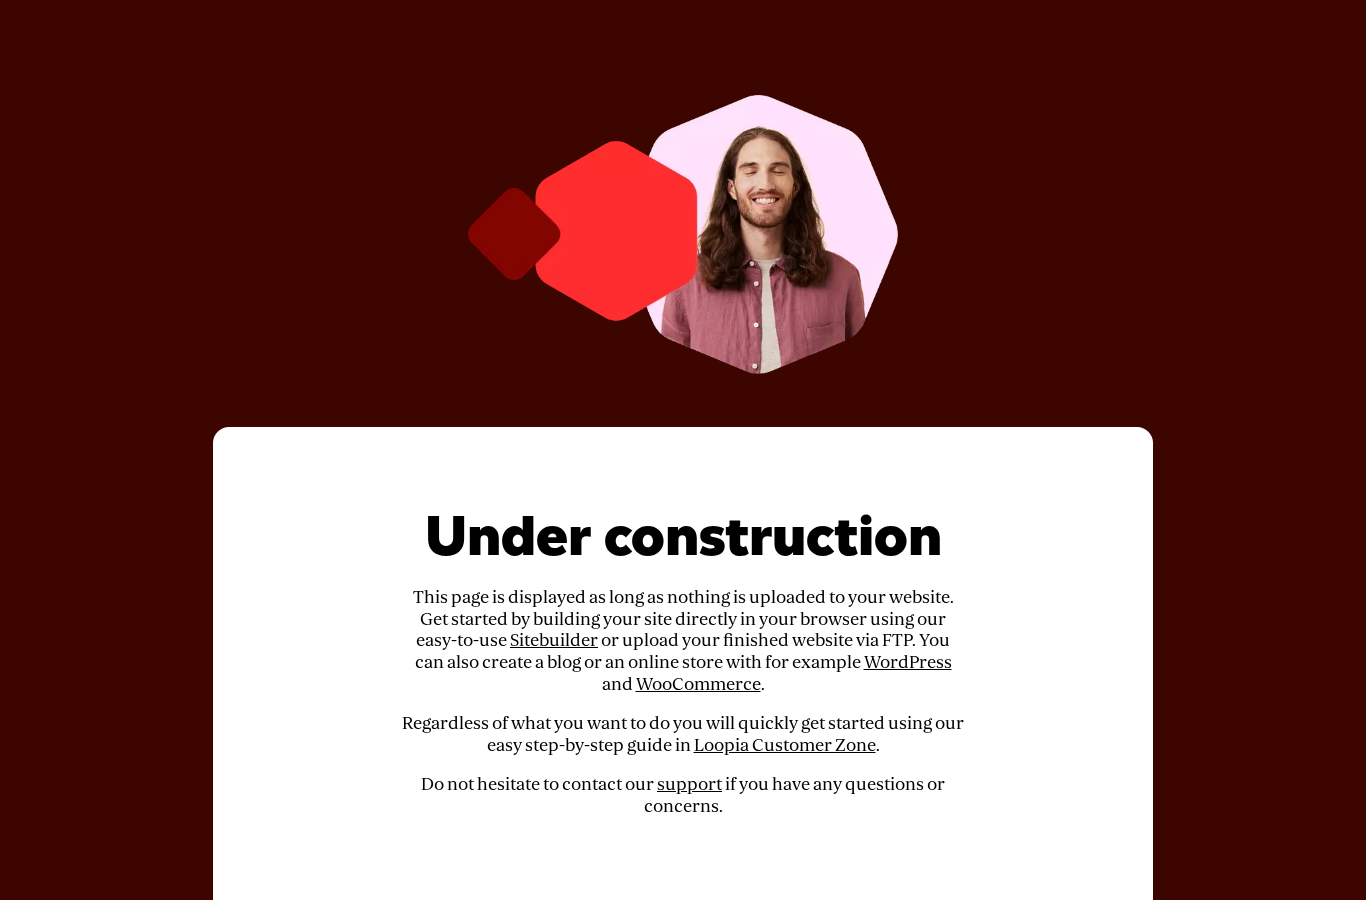 Under construction
This page is displayed as long as nothing is uploaded to your website.
Get started by building your site directly in your browser using our
easy-to-use Sitebuilder or upload your finished website via FTP. You
can also create a blog or an online store with for example WordPress
and WooCommerce.
Regardless of what you want to do you will quickly get started using our
easy step-by-step guide in Loopia Customer Zone.
Do not hesitate to contact our support if you have any questions or
concerns.